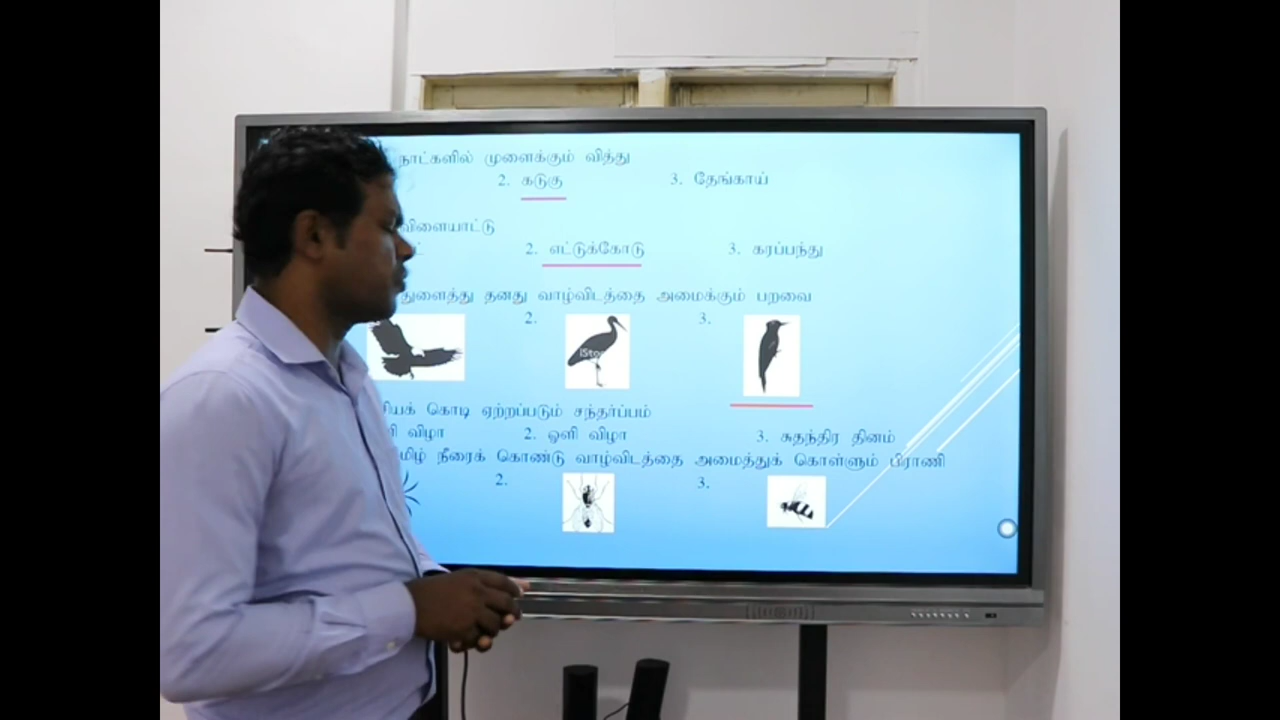 நாட்களில் முளைக்கும் வித்து
2. கடுகு 3. தேங்காய்
விளையாட்டு
2. எட்டுக்கோடு 3. கரப்பந்து
துளைத்து தனது வாழ்விடத்தை அமைக்கும் பறவை
2. 3.
iStoc
கொடி ஏற்றப்படும் சந்தர்ப்பம்
விழா 2. ஒளி விழா 3. சுதந்திர தினம்
நீரைக் கொண்டு வாழ்விடத்தை அமைத்துக் கொள்ளும் பிராணி
2. 3.